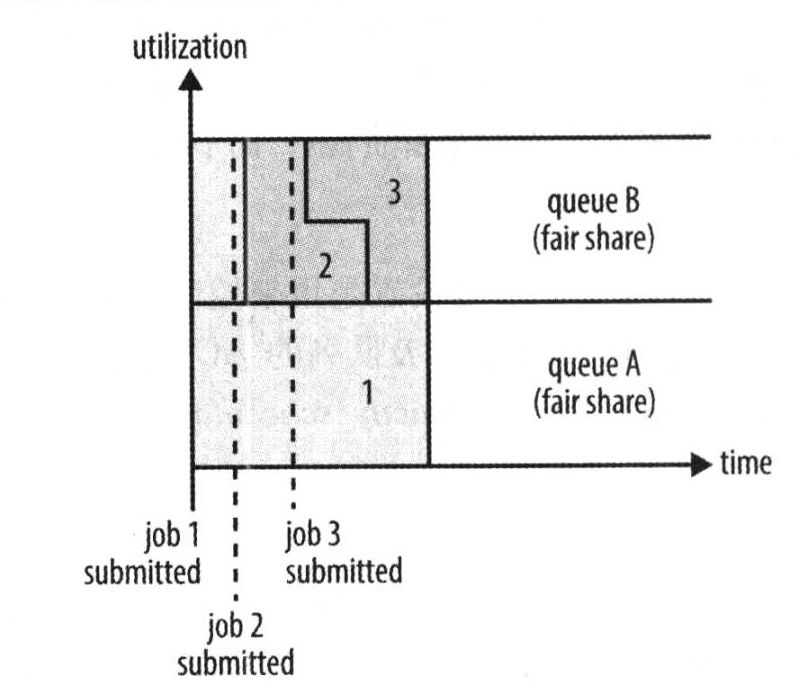 utilization
3
queue B
(fair share)
2
1
queue A
(fair share)
time
job 1
submitted
job 3
submitted
job 2
submitted